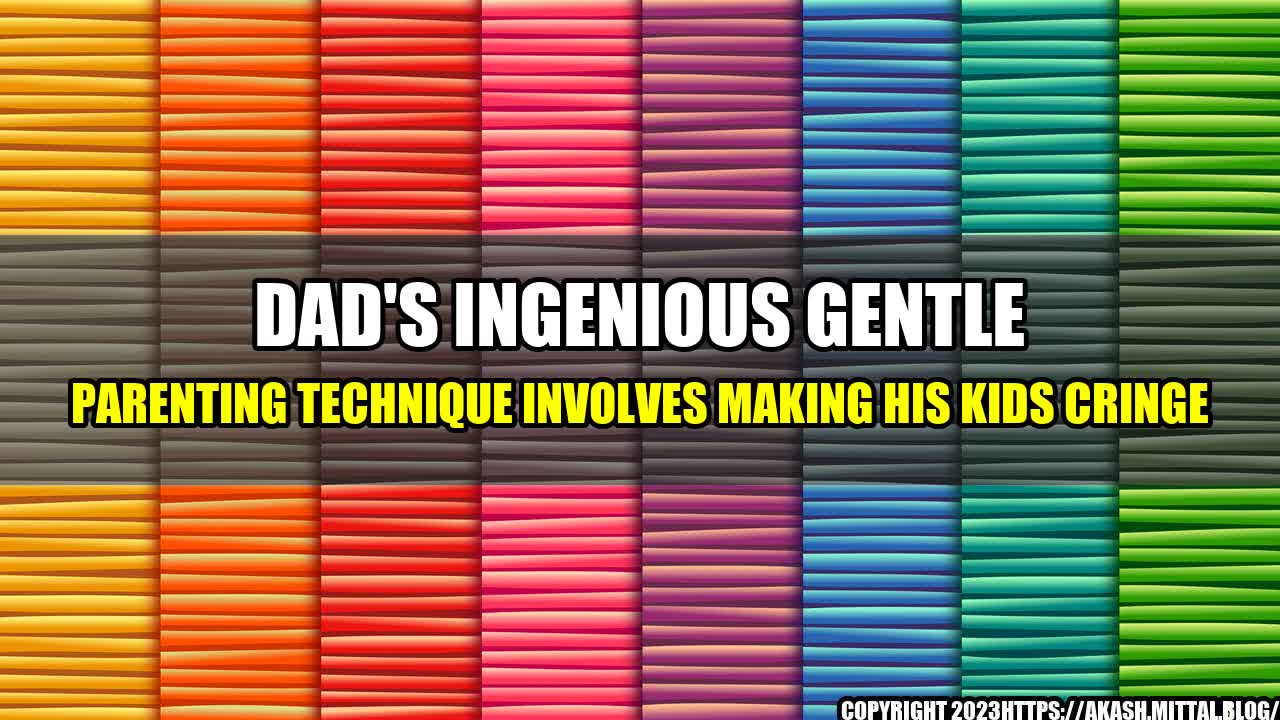 DAD'S INGENIOUS GENTLE
PARENTING TECHNIQUE INVOLVES MAKING HIS KIDS CRINGE
COPYRIGHT 2023HTTPS://AKASH.MITTAL.BLOG/